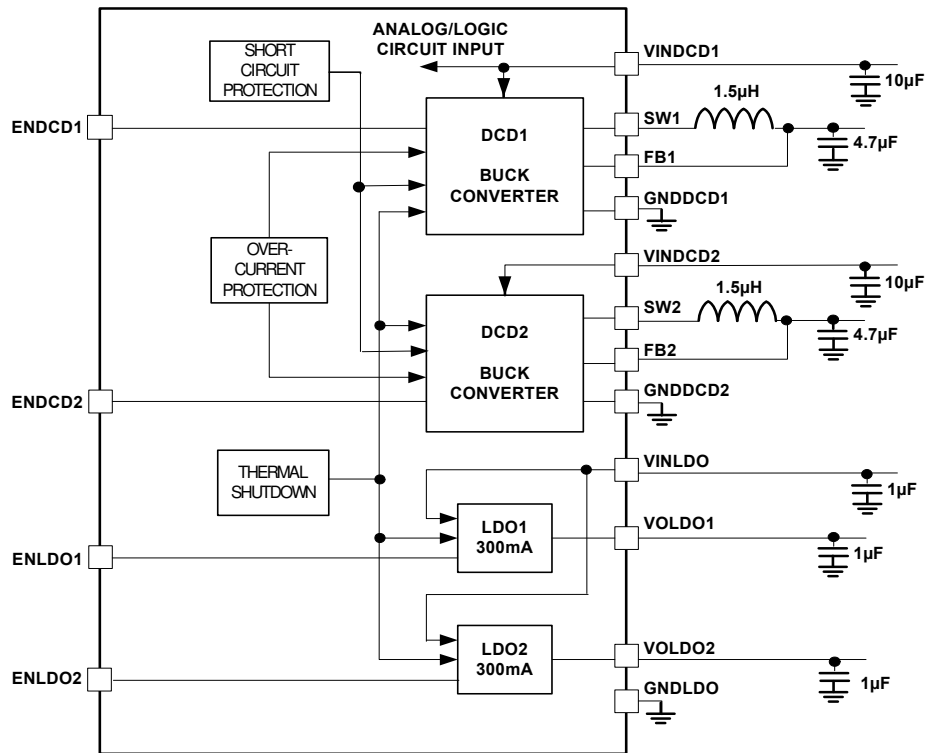 ANALOG/LOGIC
CIRCUIT INPUT
VINDCD1
10µF
SHORT
CIRCUIT
PROTECTION
1.5µH
ENDCD1
DCD1
BUCK
CONVERTER
SW1
4.7µF
FB1
GNDDCD1
OVER-
CURRENT
PROTECTION
VINDCD2
10µF
1.5µH
DCD2
BUCK
CONVERTER
SW2
4.7µF
FB2
ENDCD2
GNDDCD2
THERMAL
SHUTDOWN
VINLDO
1µF
LDO1
300mA
VOLDO1
ENLDO1
1µF
LDO2
300mA
VOLDO2
ENLDO2
1µF
GNDLDO